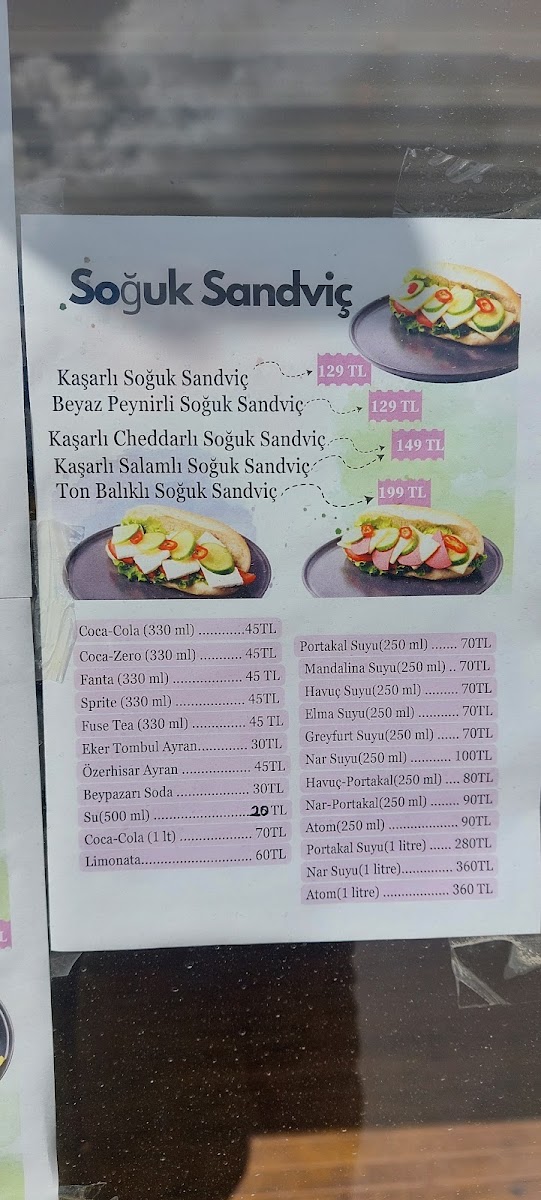 Soğuk Sandviç
Kaşarlı Soğuk Sandviç 129 TL
Beyaz Peynirli Soğuk Sandviç 129 TL
Kaşarlı Cheddarlı Soğuk Sandviç 149 TL
Kaşarlı Salamlı Soğuk Sandviç
Ton Balıklı Soğuk Sandviç 199 TL
Coca-Cola (330 ml) ............45TL
Coca-Zero (330 ml) ........... 45TL
Fanta (330 ml) .................. 45 TL
Sprite (330 ml) .................. 45TL
Fuse Tea (330 ml) .............. 45 TL
Eker Tombul Ayran............. 30TL
Özerhisar Ayran .................. 45TL
Beypazarı Soda ................... 30TL
Su(500 ml) ..........................20TL
Coca-Cola (1 lt) ................... 70TL
Limonata............................. 60TL
Portakal Suyu(250 ml) ....... 70TL
Mandalina Suyu(250 ml) .. 70TL
Havuç Suyu(250 ml) ......... 70TL
Elma Suyu(250 ml) ........... 70TL
Greyfurt Suyu(250 ml) ...... 70TL
Nar Suyu(250 ml) ........... 100TL
Havuç-Portakal(250 ml) .... 80TL
Nar-Portakal(250 ml) ........ 90TL
Atom(250 ml) ................... 90TL
Portakal Suyu(1 litre) ...... 280TL
Nar Suyu(1 litre).............. 360TL
Atom(1 litre) .................. 360 TL
L